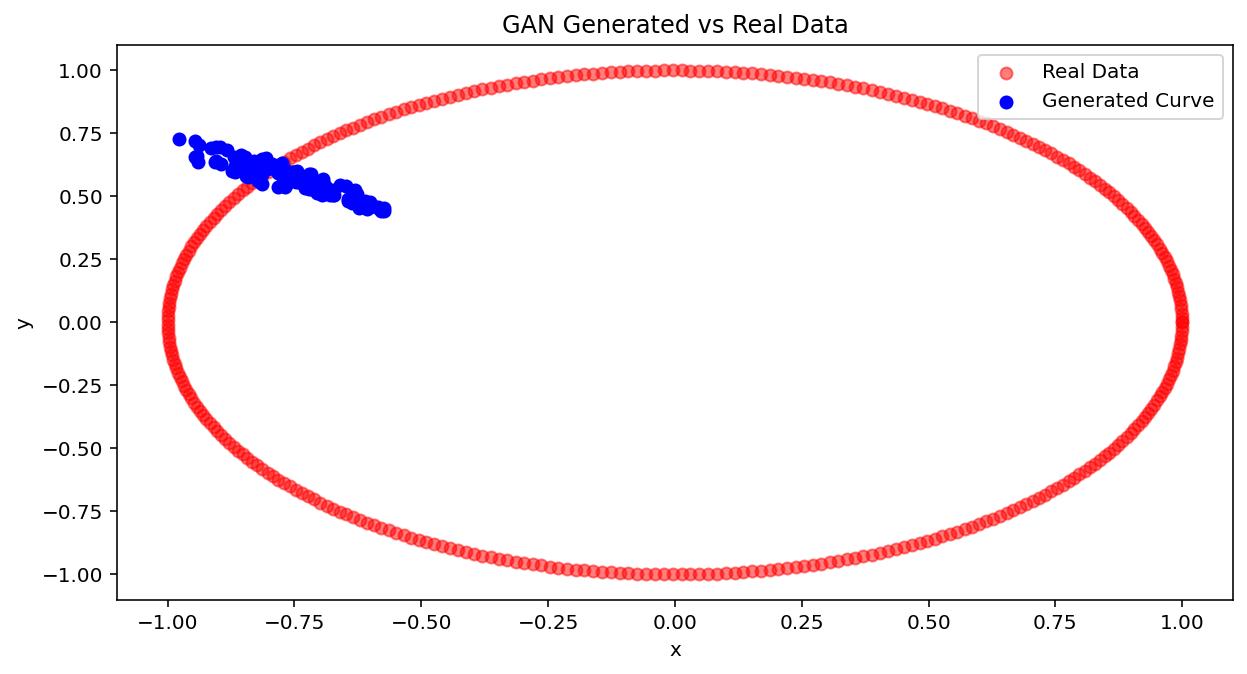 GAN Generated vs Real Data
Real Data
Generated Curve
1.00
0.75
0.50
0.25
0.00
−0.25
−0.50
−0.75
−1.00
y
−1.00 −0.75 −0.50 −0.25 0.00 0.25 0.50 0.75 1.00
x